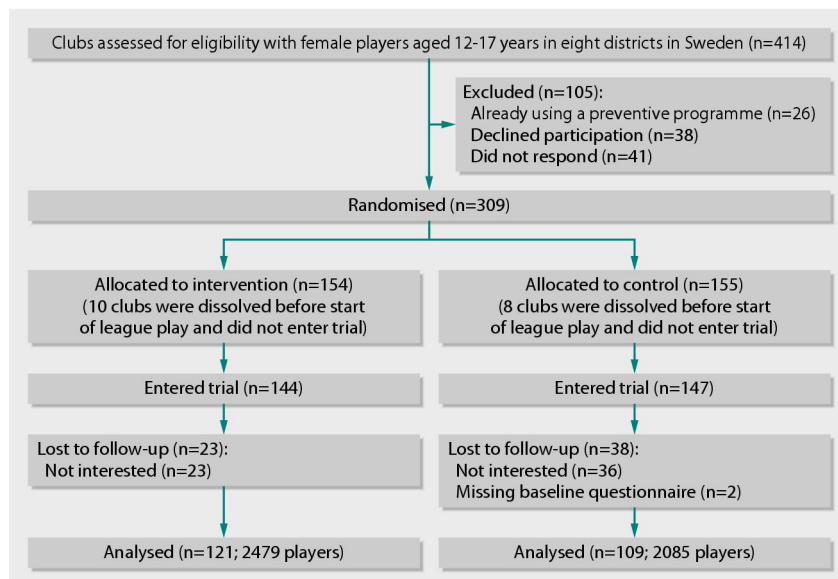 Clubs assessed for eligibility with female players aged 12-17 years in eight districts in Sweden (n=414)
Excluded (n=105):
Already using a preventive programme (n=26)
Declined participation (n=38)
Did not respond (n=41)
Randomised (n=309)
Allocated to intervention (n=154)
(10 clubs were dissolved before start
of league play and did not enter trial)
Allocated to control (n=155)
(8 clubs were dissolved before start
of league play and did not enter trial)
Entered trial (n=144)
Entered trial (n=147)
Lost to follow-up (n=23):
Not interested (n=23)
Lost to follow-up (n=38):
Not interested (n=36)
Missing baseline questionnaire (n=2)
Analysed (n=121; 2479 players)
Analysed (n=109; 2085 players)